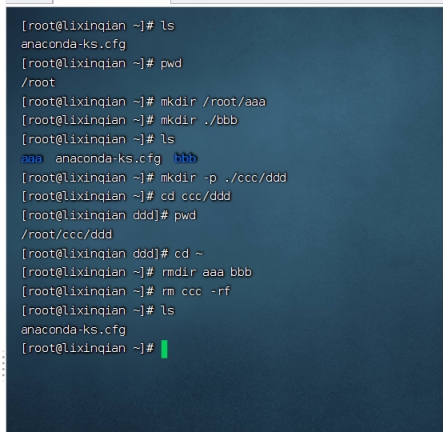 [root@lixinqian ~]# ls
anaconda-ks.cfg
[root@lixinqian ~]# pwd
/root
[root@lixinqian ~]# mkdir /root/aaa
[root@lixinqian ~]# mkdir ./bbb
[root@lixinqian ~]# ls
aaa  anaconda-ks.cfg  bbb
[root@lixinqian ~]# mkdir -p ./ccc/ddd
[root@lixinqian ~]# cd ccc/ddd
[root@lixinqian ddd]# pwd
/root/ccc/ddd
[root@lixinqian ddd]# cd ~
[root@lixinqian ~]# rmdir aaa bbb
[root@lixinqian ~]# rm ccc -rf
[root@lixinqian ~]# ls
anaconda-ks.cfg
[root@lixinqian ~]#